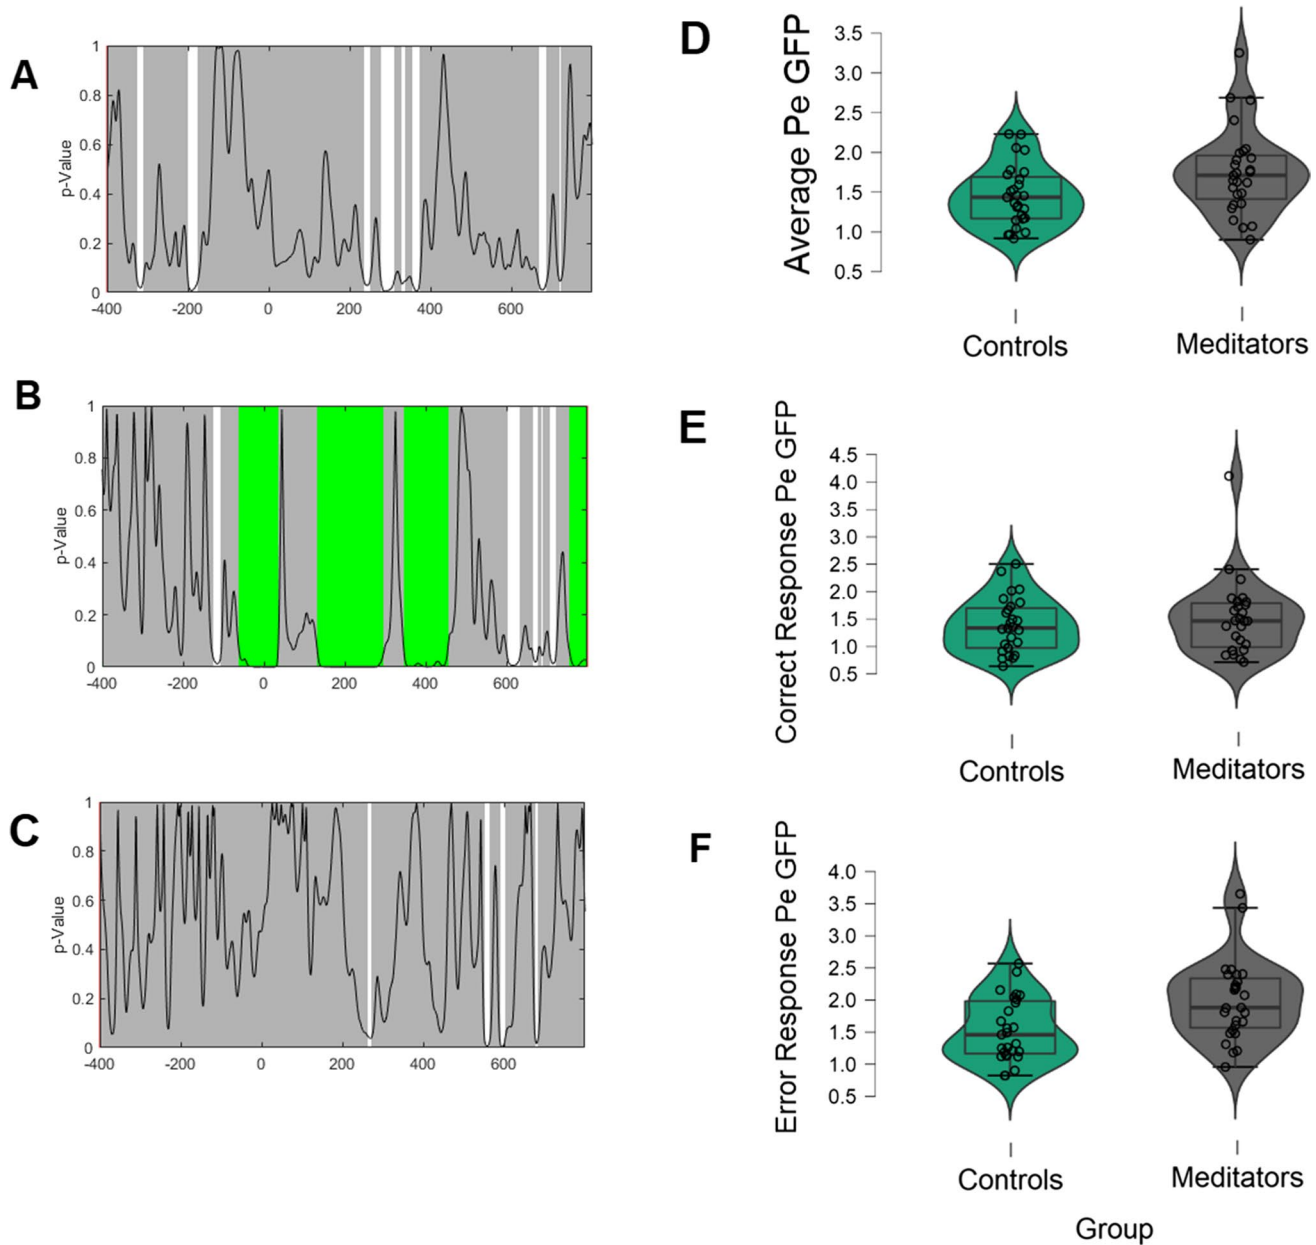 A
p-Value
1
0.8
0.6
0.4
0.2
0
-400 -200 0 200 400 600
B
p-Value
1
0.8
0.6
0.4
0.2
0
-400 -200 0 200 400 600
C
p-Value
1
0.8
0.6
0.4
0.2
0
-400 -200 0 200 400 600
D
Average Pe GFP
3.5
3.0
2.5
2.0
1.5
1.0
0.5
Controls Meditators
E
Correct Response Pe GFP
4.5
4.0
3.5
3.0
2.5
2.0
1.5
1.0
0.5
Controls Meditators
F
Error Response Pe GFP
4.0
3.5
3.0
2.5
2.0
1.5
1.0
0.5
Controls Meditators
Group